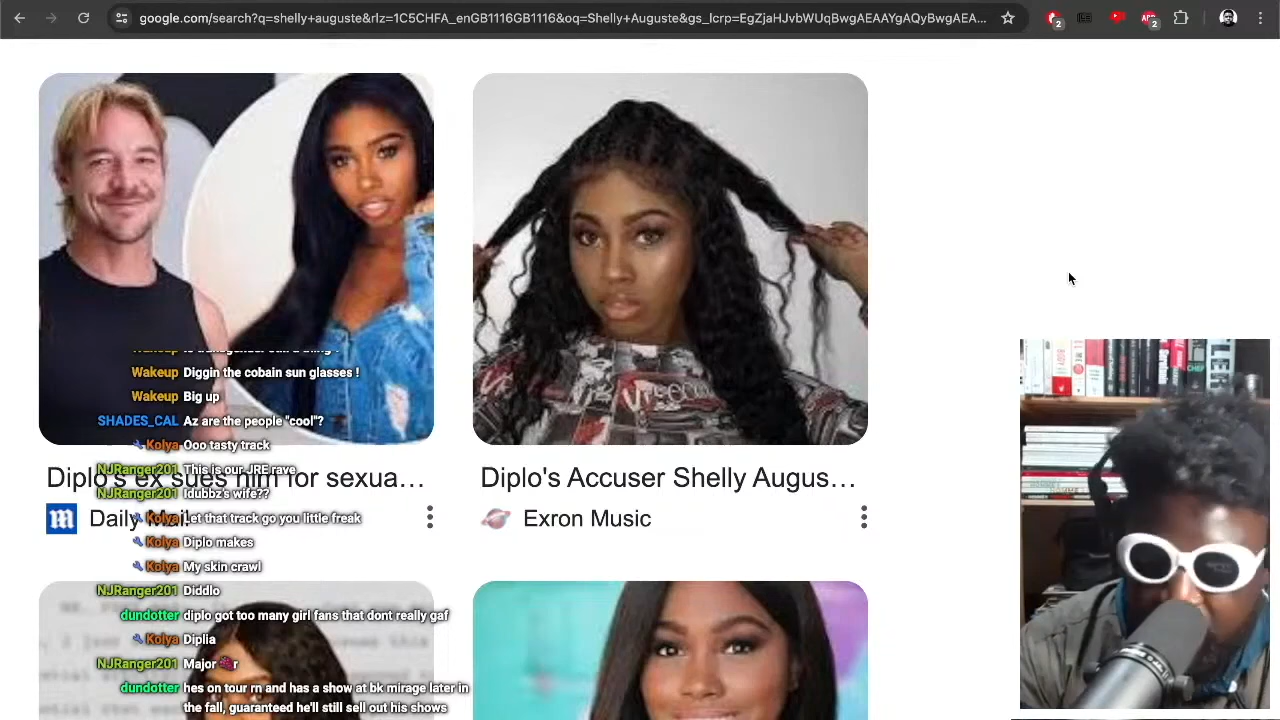 google.com/search?q=shelly+auguste&rlz=1C5CHFA_enGB1116GB1116&oq=Shelly+Auguste&gs_lcrp=EgZjaHJvbWUqBwgAEAAYgAQyBwgAEA...
2
2
Wakeup
Wakeup Diggin the cobain sun glasses !
Wakeup Big up
SHADES_CAL Az are the people "cool"?
Kolya Ooo tasty track
NJRanger201 This is our JRE rave
Diplo's ex sues him for sexua...
Diplo's Accuser Shelly Augus...
NJRanger201 Idubbz's wife??
Kolya Let that track go you little freak
Daily
Exron Music
Kolya Diplo makes
Kolya My skin crawl
NJRanger201 Diddlo
dundotter diplo got too many girl fans that dont really gaf
Kolya Diplia
NJRanger201 Major 🍇r
dundotter hes on tour rn and has a show at bk mirage later in
the fall, guaranteed he'll still sell out his shows